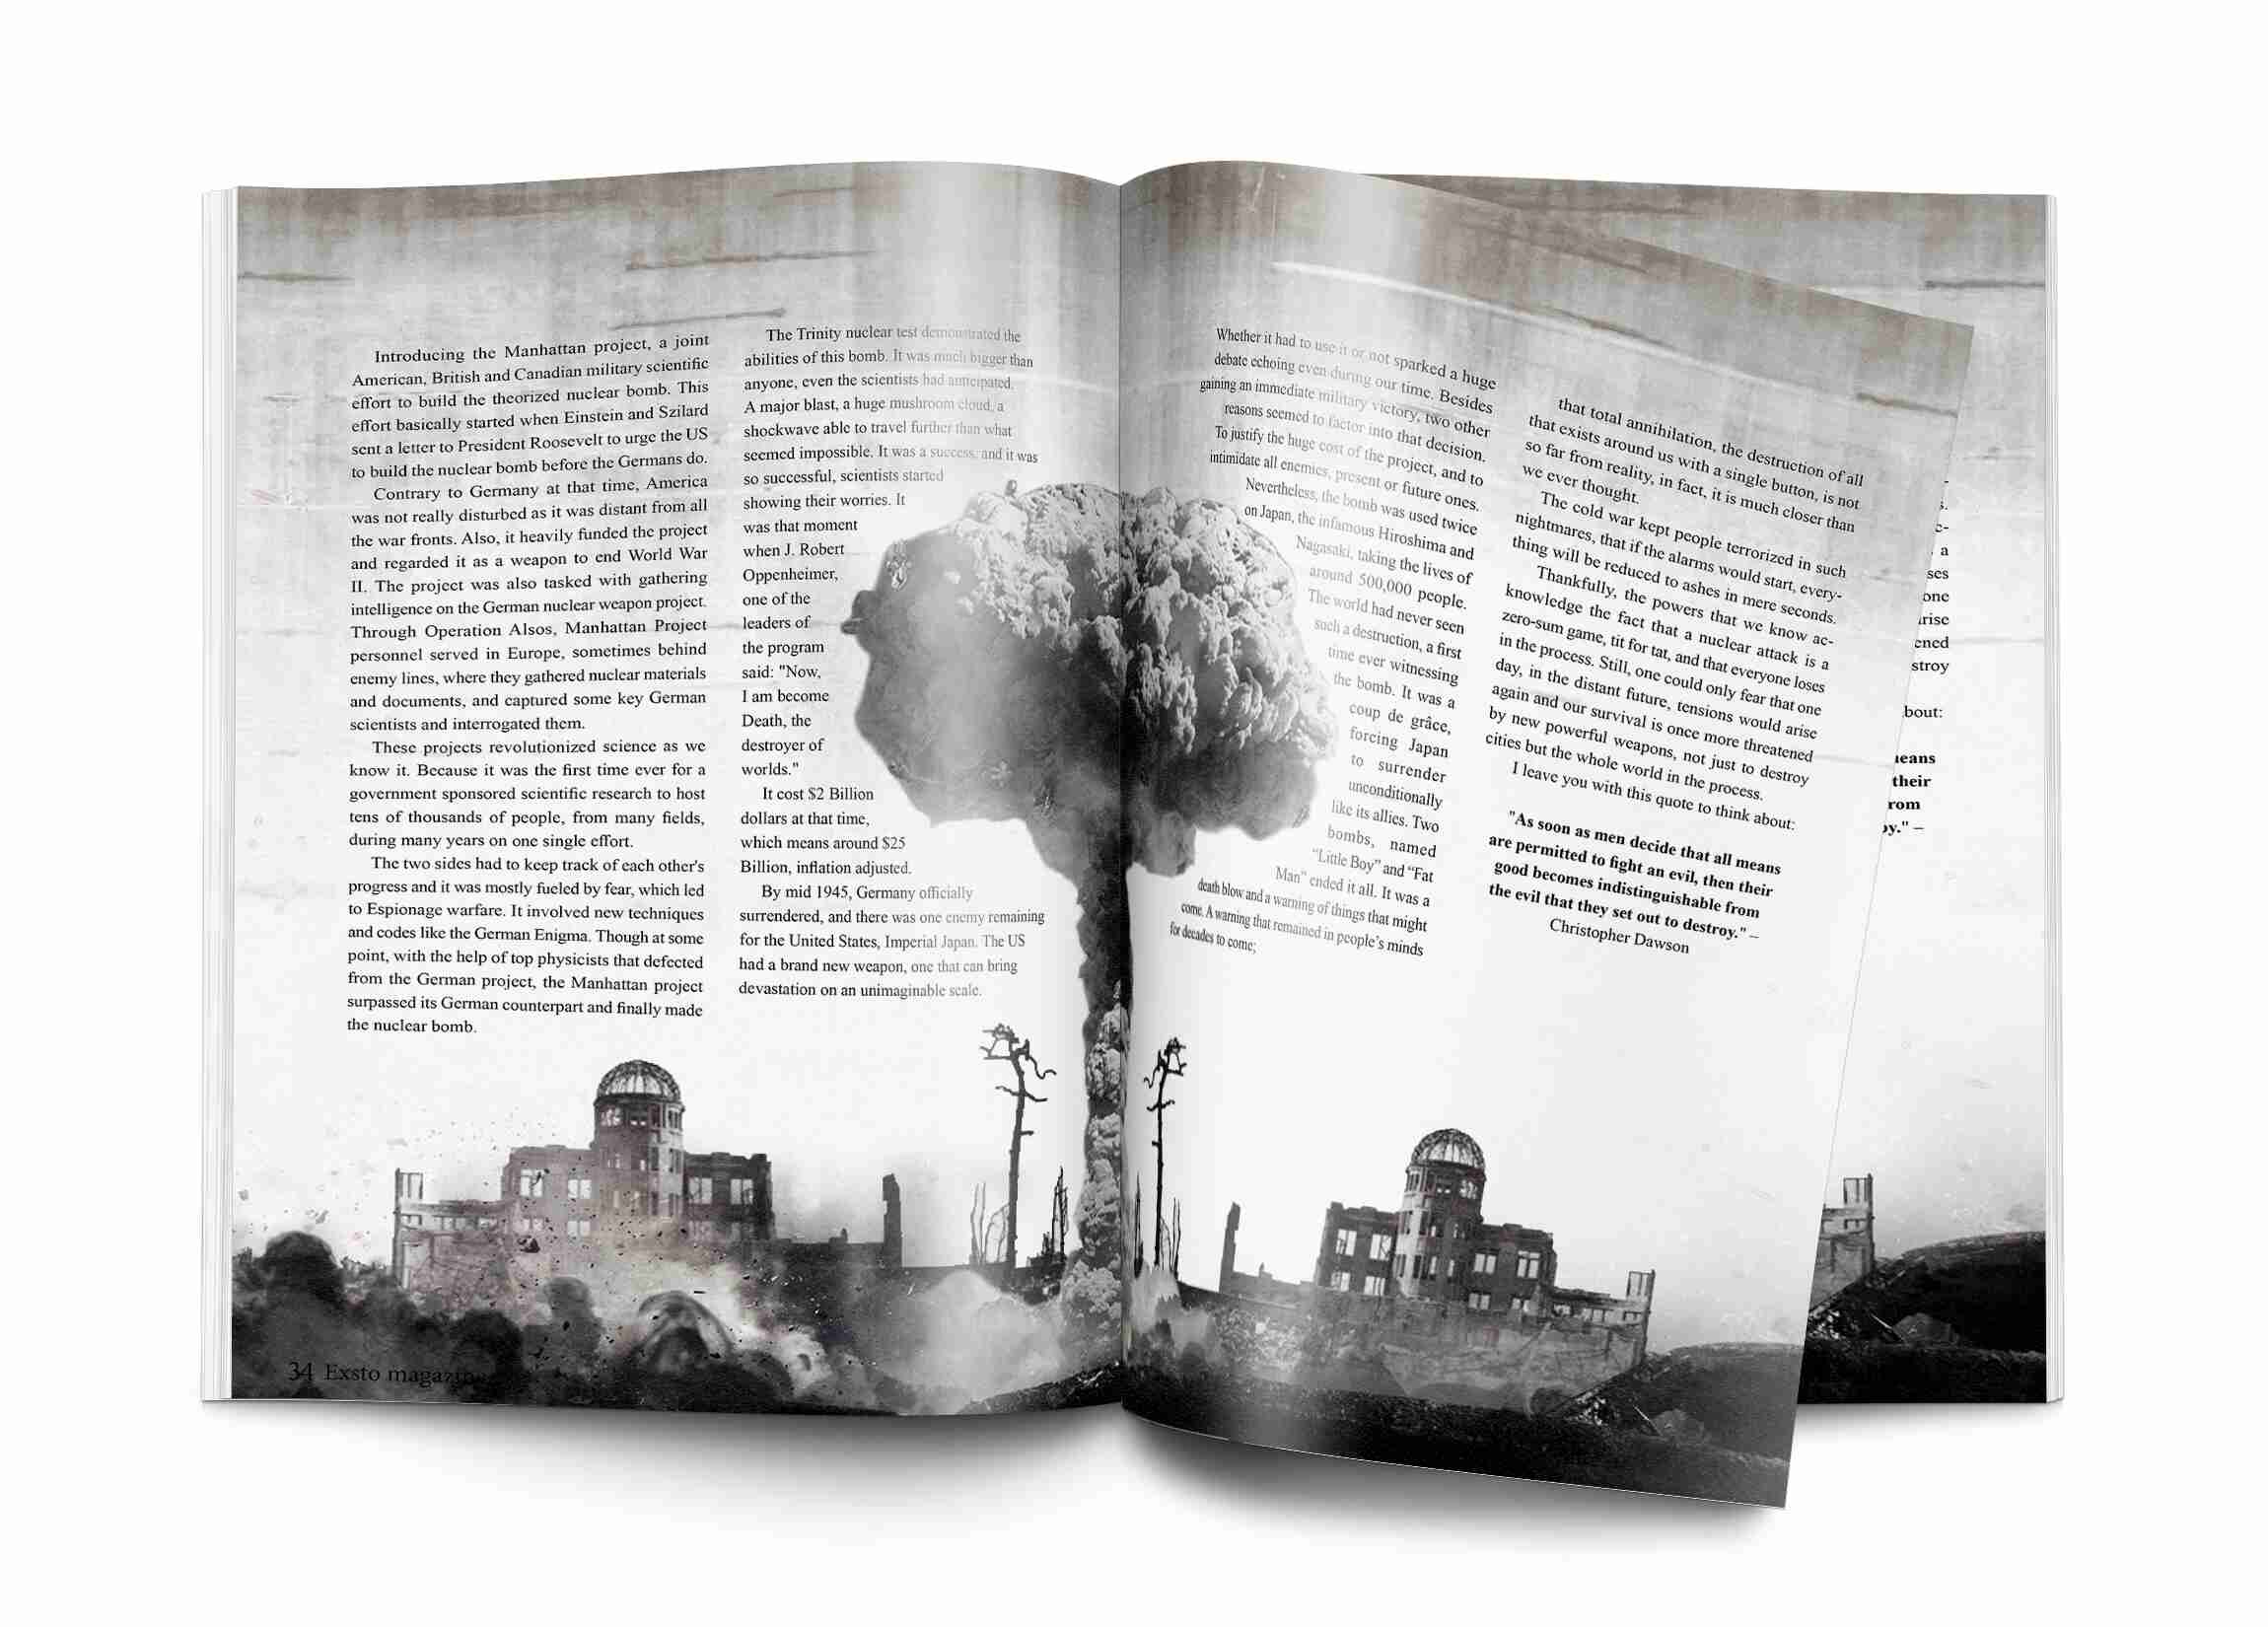 Introducing the Manhattan project, a joint
American, British and Canadian military scientific
effort to build the theorized nuclear bomb. This
effort basically started when Einstein and Szilard
sent a letter to President Roosevelt to urge the US
to build the nuclear bomb before the Germans do.
Contrary to Germany at that time, America
was not really disturbed as it was distant from all
the war fronts. Also, it heavily funded the project
and regarded it as a weapon to end World War
II. The project was also tasked with gathering
intelligence on the German nuclear weapon project.
Through Operation Alsos, Manhattan Project
personnel served in Europe, sometimes behind
enemy lines, where they gathered nuclear materials
and documents, and captured some key German
scientists and interrogated them.
These projects revolutionized science as we
know it. Because it was the first time ever for a
government sponsored scientific research to host
tens of thousands of people, from many fields,
during many years on one single effort.
The two sides had to keep track of each other's
progress and it was mostly fueled by fear, which led
to Espionage warfare. It involved new techniques
and codes like the German Enigma. Though at some
point, with the help of top physicists that defected
from the German project, the Manhattan project
surpassed its German counterpart and finally made
the nuclear bomb.
The Trinity nuclear test demonstrated the
abilities of this bomb. It was much bigger than
anyone, even the scientists had anticipated.
A major blast, a huge mushroom cloud, a
shockwave able to travel further than what
seemed impossible. It was a success, and it was
so successful, scientists started
showing their worries. It
was that moment
when J. Robert
Oppenheimer,
one of the
leaders of
the program
said: "Now,
I am become
Death, the
destroyer of
worlds."
It cost $2 Billion
dollars at that time,
which means around $25
Billion, inflation adjusted.
By mid 1945, Germany officially
surrendered, and there was one enemy remaining
for the United States, Imperial Japan. The US
had a brand new weapon, one that can bring
devastation on an unimaginable scale.
34 Exsto magazine
Whether it had to use it or not sparked a huge
debate echoing even during our time. Besides
gaining an immediate military victory, two other
reasons seemed to factor into that decision.
To justify the huge cost of the project, and to
intimidate all enemies, present or future ones.
Nevertheless, the bomb was used twice
on Japan, the infamous Hiroshima and
Nagasaki, taking the lives of
around 500,000 people.
The world had never seen
such a destruction, a first
time ever witnessing
the bomb. It was a
coup de grâce,
forcing Japan
to surrender
unconditionally
like its allies. Two
bombs, named
"Little Boy" and "Fat
Man" ended it all. It was a
death blow and a warning of things that might
come. A warning that remained in people's minds
for decades to come;
that total annihilation, the destruction of all
that exists around us with a single button, is not
so far from reality, in fact, it is much closer than
we ever thought.
The cold war kept people terrorized in such
nightmares, that if the alarms would start, every-
thing will be reduced to ashes in mere seconds.
Thankfully, the powers that we know ac-
knowledge the fact that a nuclear attack is a
zero-sum game, tit for tat, and that everyone loses
in the process. Still, one could only fear that one
day, in the distant future, tensions would arise
again and our survival is once more threatened
by new powerful weapons, not just to destroy
cities but the whole world in the process.
I leave you with this quote to think about:
"As soon as men decide that all means
are permitted to fight an evil, then their
good becomes indistinguishable from
the evil that they set out to destroy." –
Christopher Dawson
a
one
their